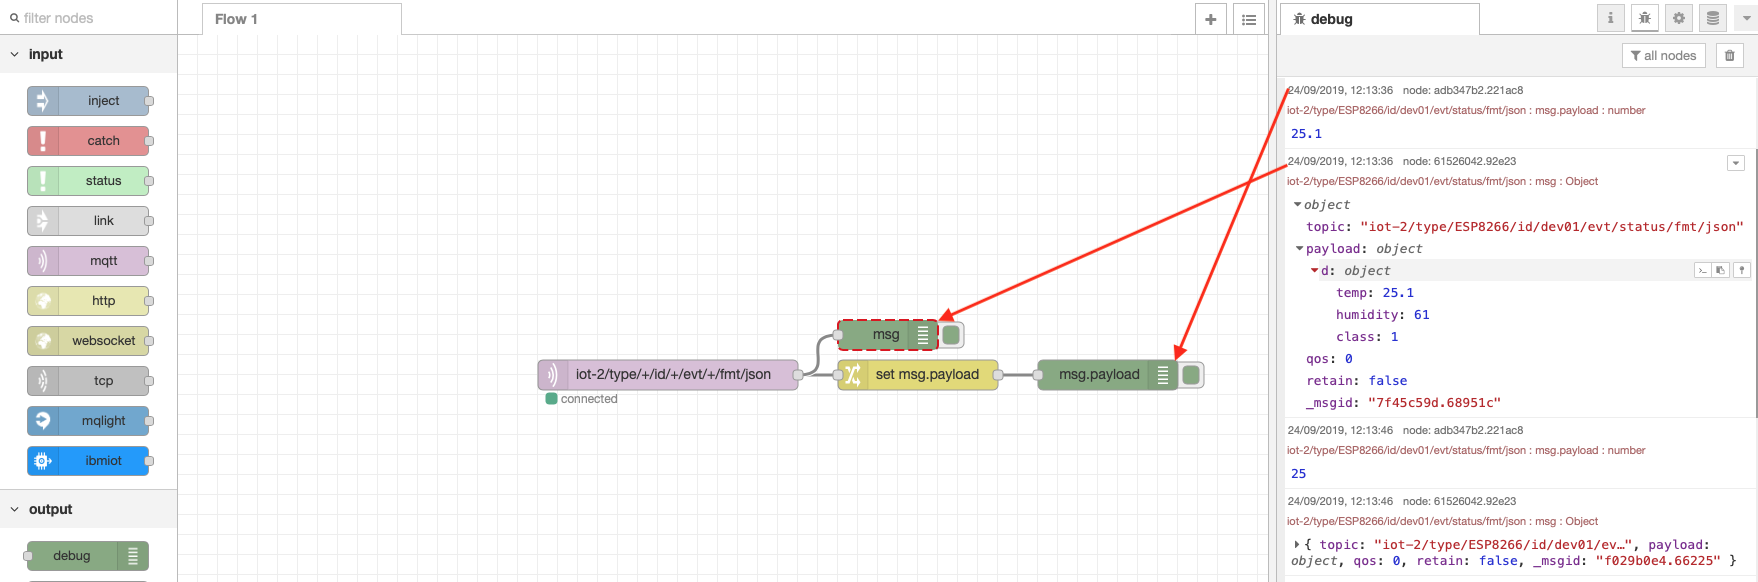 filter nodes
input
inject
catch
status
link
mqtt
http
websocket
tcp
mqlight
ibmiot
output
debug
Flow 1
msg
iot-2/type/+/id/+/evt/+/fmt/json
set msg.payload
msg.payload
connected
debug
all nodes
24/09/2019, 12:13:36 node: adb347b2.221ac8
iot-2/type/ESP8266/id/dev01/evt/status/fmt/json : msg.payload : number
25.1
24/09/2019, 12:13:36 node: 61526042.92e23
iot-2/type/ESP8266/id/dev01/evt/status/fmt/json : msg : Object
object
topic: "iot-2/type/ESP8266/id/dev01/evt/status/fmt/json"
payload: object
d: object
temp: 25.1
humidity: 61
class: 1
qos: 0
retain: false
_msgid: "7f45c59d.68951c"
24/09/2019, 12:13:46 node: adb347b2.221ac8
iot-2/type/ESP8266/id/dev01/evt/status/fmt/json : msg.payload : number
25
24/09/2019, 12:13:46 node: 61526042.92e23
iot-2/type/ESP8266/id/dev01/evt/status/fmt/json : msg : Object
{ topic: "iot-2/type/ESP8266/id/dev01/ev…", payload:
object, qos: 0, retain: false, _msgid: "f029b0e4.66225" }